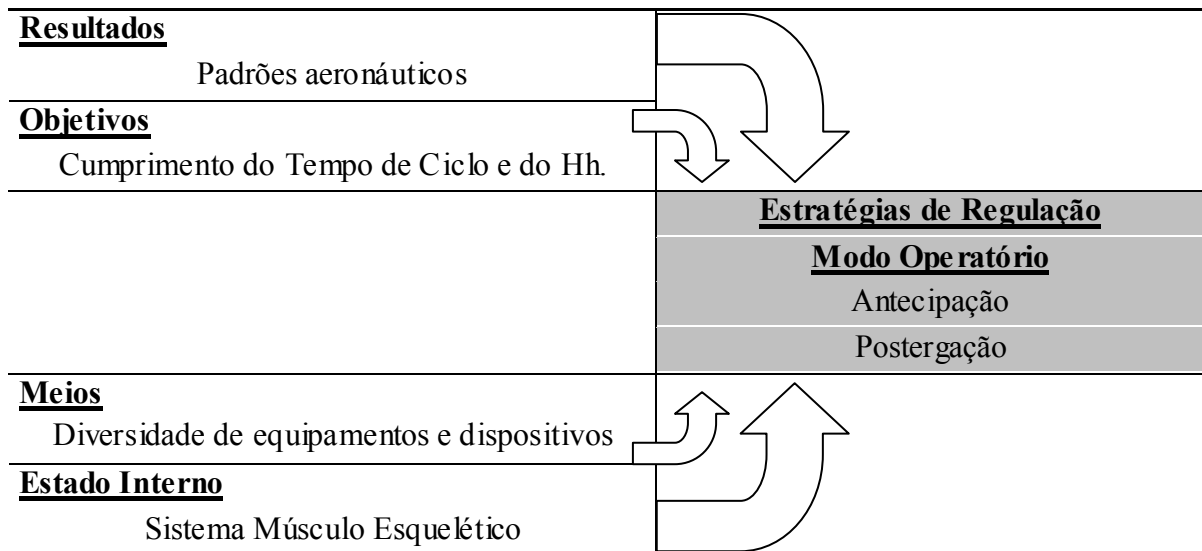 Resultados
Padrões aeronáuticos
Objetivos
Cumprimento do Tempo de Ciclo e do Hh.
Estratégias de Regulação
Modo Operatório
Antecipação
Postergação
Meios
Diversidade de equipamentos e dispositivos
Estado Interno
Sistema Músculo Esquelético